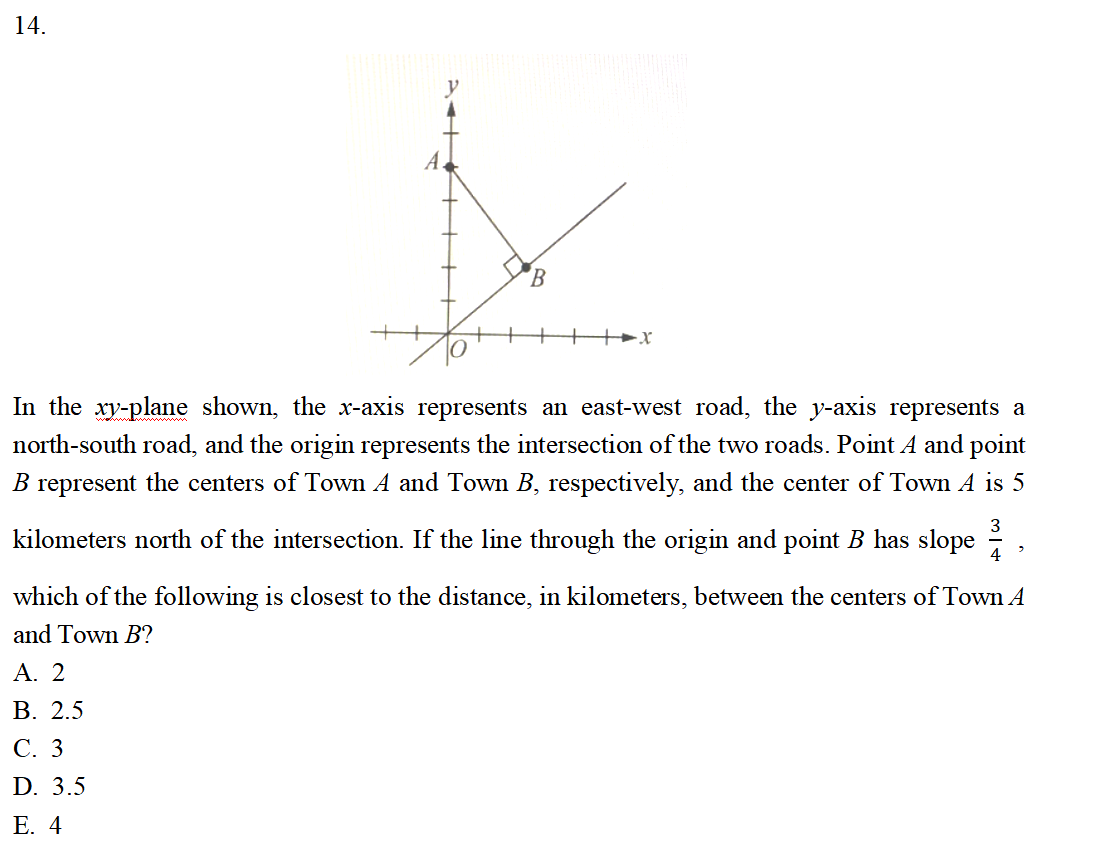 14.
y
A
B
O
x
In the xy-plane shown, the x-axis represents an east-west road, the y-axis represents a
north-south road, and the origin represents the intersection of the two roads. Point A and point
B represent the centers of Town A and Town B, respectively, and the center of Town A is 5
kilometers north of the intersection. If the line through the origin and point B has slope 3/4 ,
which of the following is closest to the distance, in kilometers, between the centers of Town A
and Town B?
A. 2
B. 2.5
C. 3
D. 3.5
E. 4